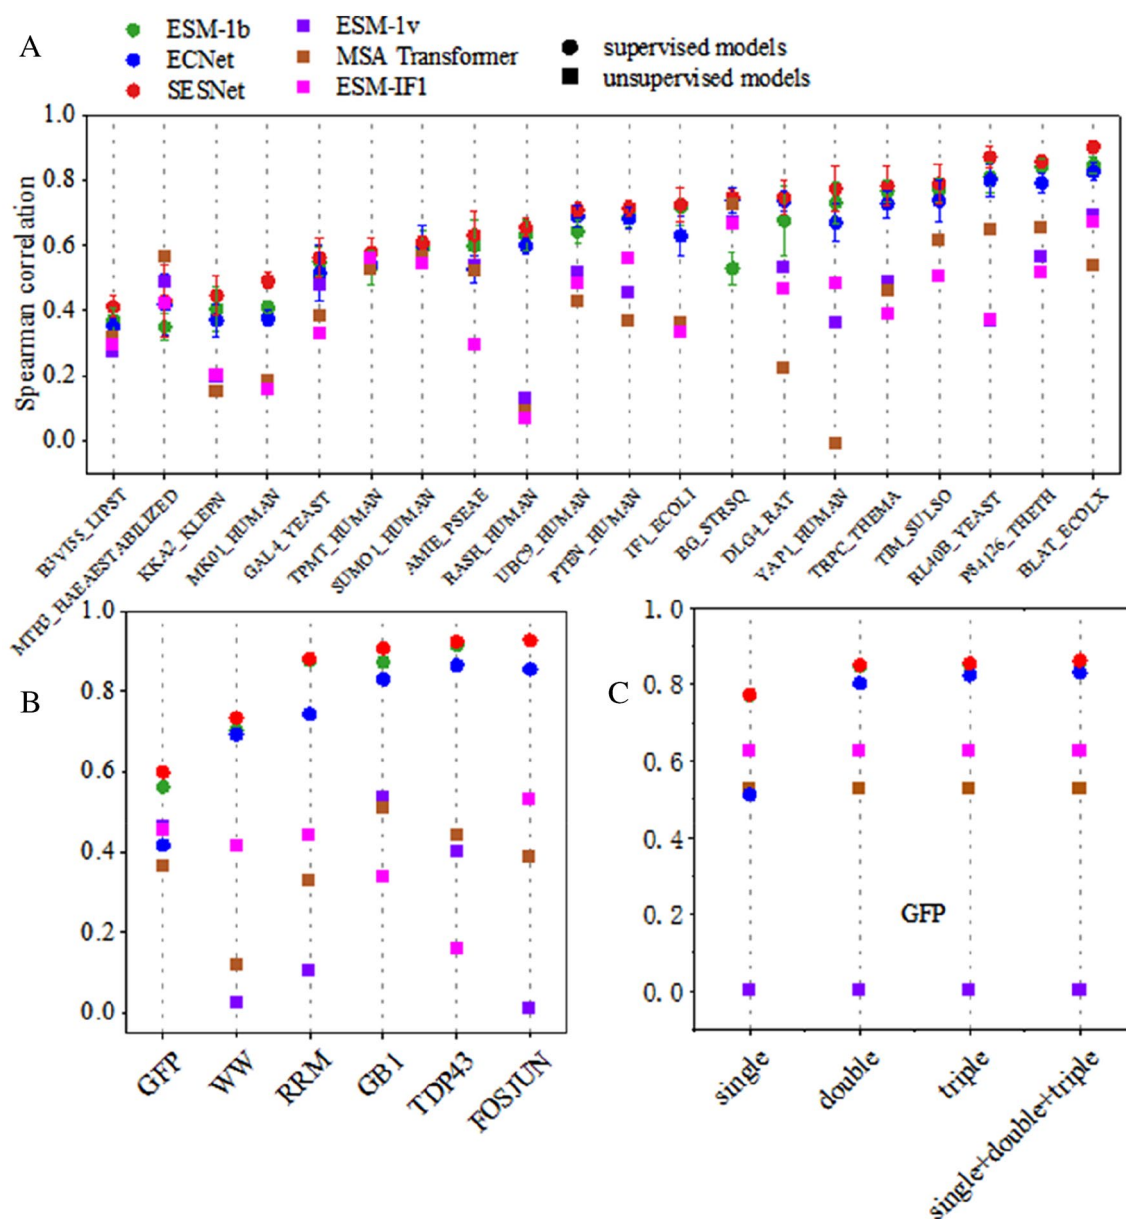 A
ESM-1b
ECNet
SESNet
ESM-1v
MSA Transformer
ESM-IF1
supervised models
unsupervised models
Spearman correlation
1.0
0.8
0.6
0.4
0.2
0.0
B3VI55_LIPST
MTH3_HAEAESTABILIZED
KKA2_KLEPN
MK01_HUMAN
GAL4_YEAST
TPMT_HUMAN
SUMO1_HUMAN
AMIE_PSEAE
RASH_HUMAN
UBC9_HUMAN
PTEN_HUMAN
IF1_ECOLI
BG_STRSQ
DLG4_RAT
YAP1_HUMAN
TRPC_THEMA
TIM_SULSO
RL40B_YEAST
P84126_THETH
BLAT_ECOLX
B
1.0
0.8
0.6
0.4
0.2
0.0
GFP
WW
RRM
GB1
TDP43
FOSJUN
C
1.0
0.8
0.6
0.4
0.2
0.0
GFP
single
double
triple
single+double+triple